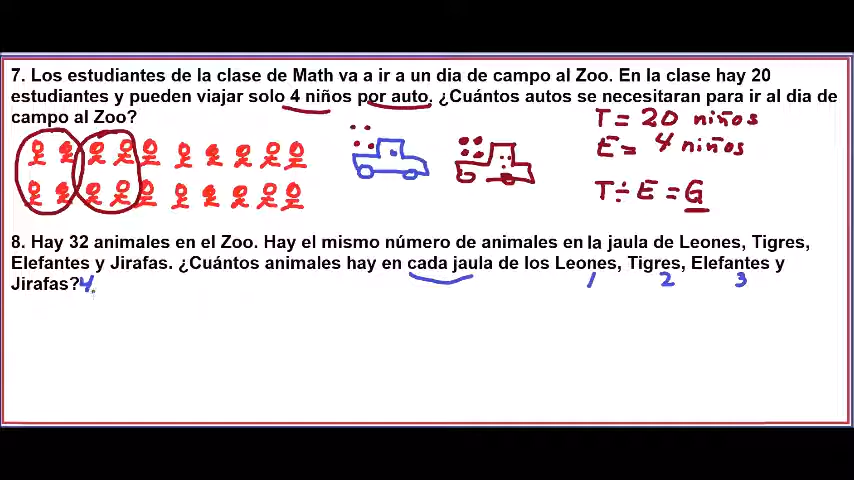 7. Los estudiantes de la clase de Math va a ir a un dia de campo al Zoo. En la clase hay 20
estudiantes y pueden viajar solo 4 niños por auto. ¿Cuántos autos se necesitaran para ir al dia de
campo al Zoo?
T = 20 niños
E = 4 niños
T ÷ E = G
8. Hay 32 animales en el Zoo. Hay el mismo número de animales en la jaula de Leones, Tigres,
Elefantes y Jirafas. ¿Cuántos animales hay en cada jaula de los Leones, Tigres, Elefantes y
1 2 3
Jirafas? 4